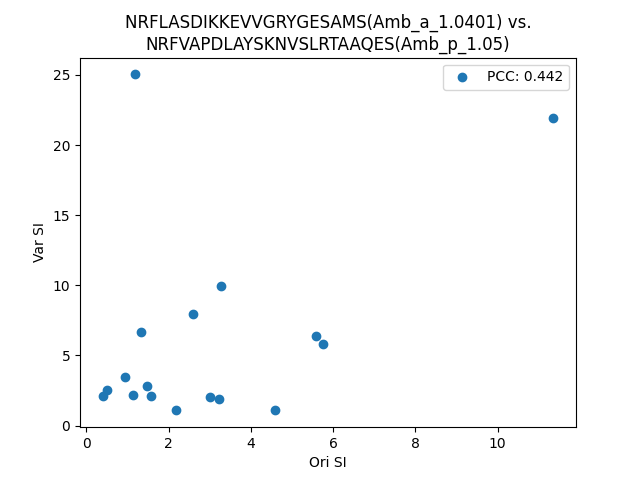 NRFLASDIKKEVVGRYGESAMS(Amb_a_1.0401) vs.
NRFVAPDLAYSKNVSLRTAAQES(Amb_p_1.05)
PCC: 0.442
25
20
15
10
5
0
Var SI
0 2 4 6 8 10
Ori SI